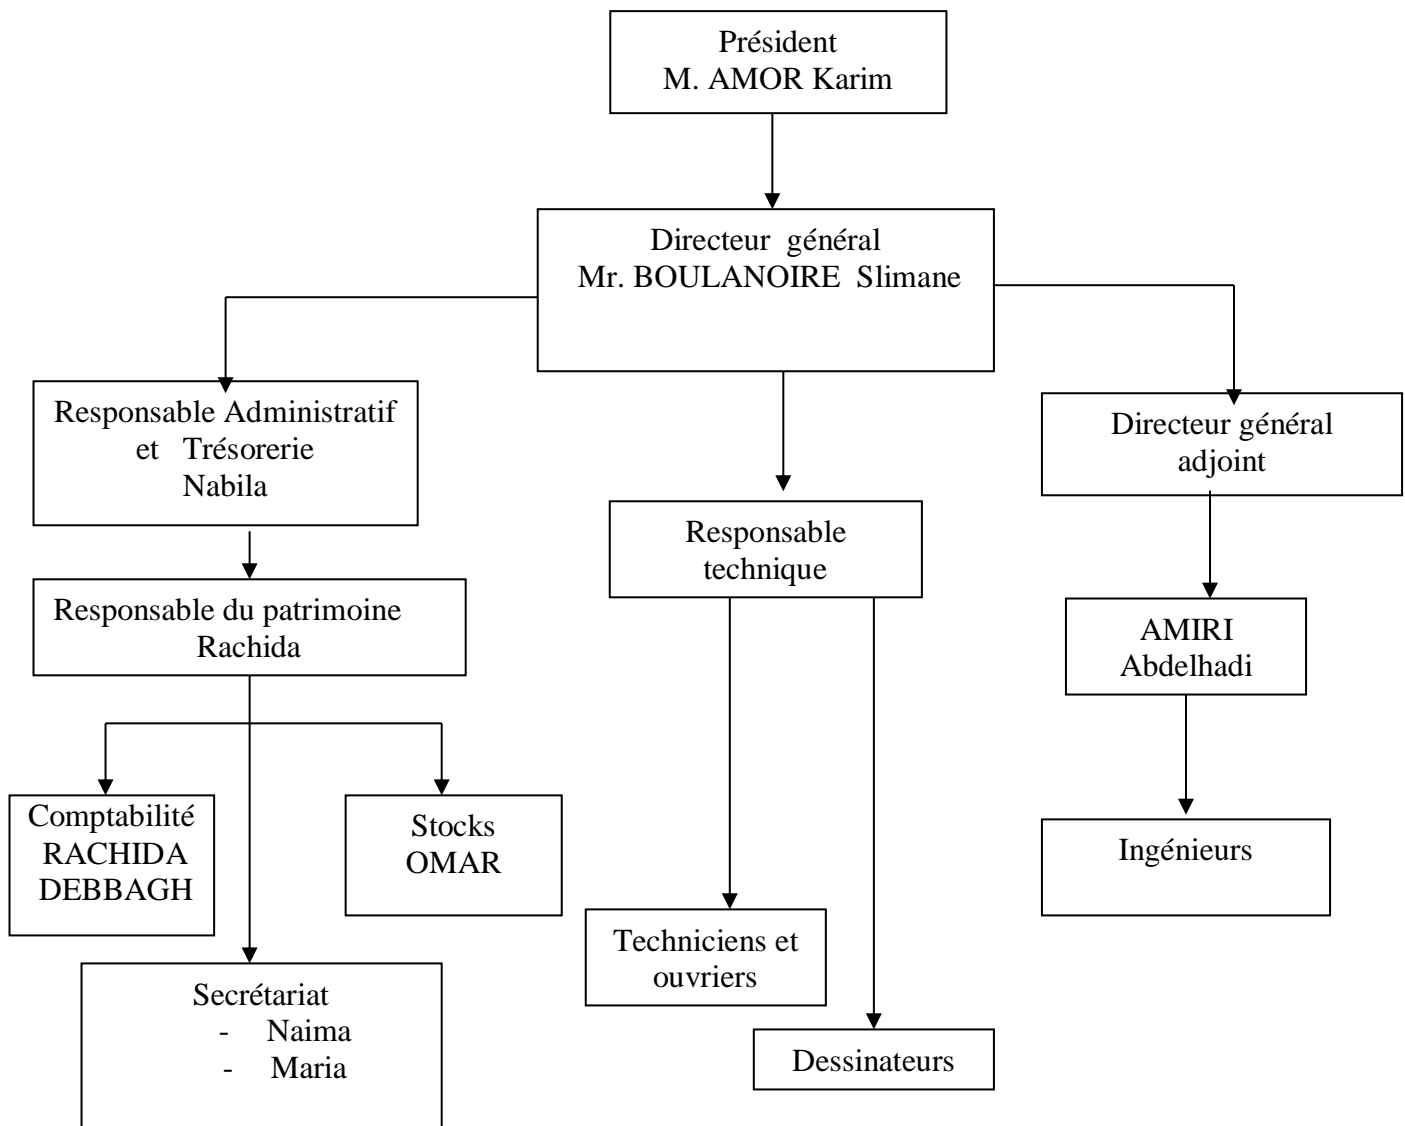 Président
M. AMOR Karim
Directeur général
Mr. BOULANOIRE Slimane
Responsable Administratif
et Trésorerie
Nabila
Directeur général
adjoint
Responsable
technique
Responsable du patrimoine
Rachida
AMIRI
Abdelhadi
Comptabilité
RACHIDA
DEBBAGH
Stocks
OMAR
Ingénieurs
Techniciens et
ouvriers
Secrétariat
- Naima
- Maria
Dessinateurs